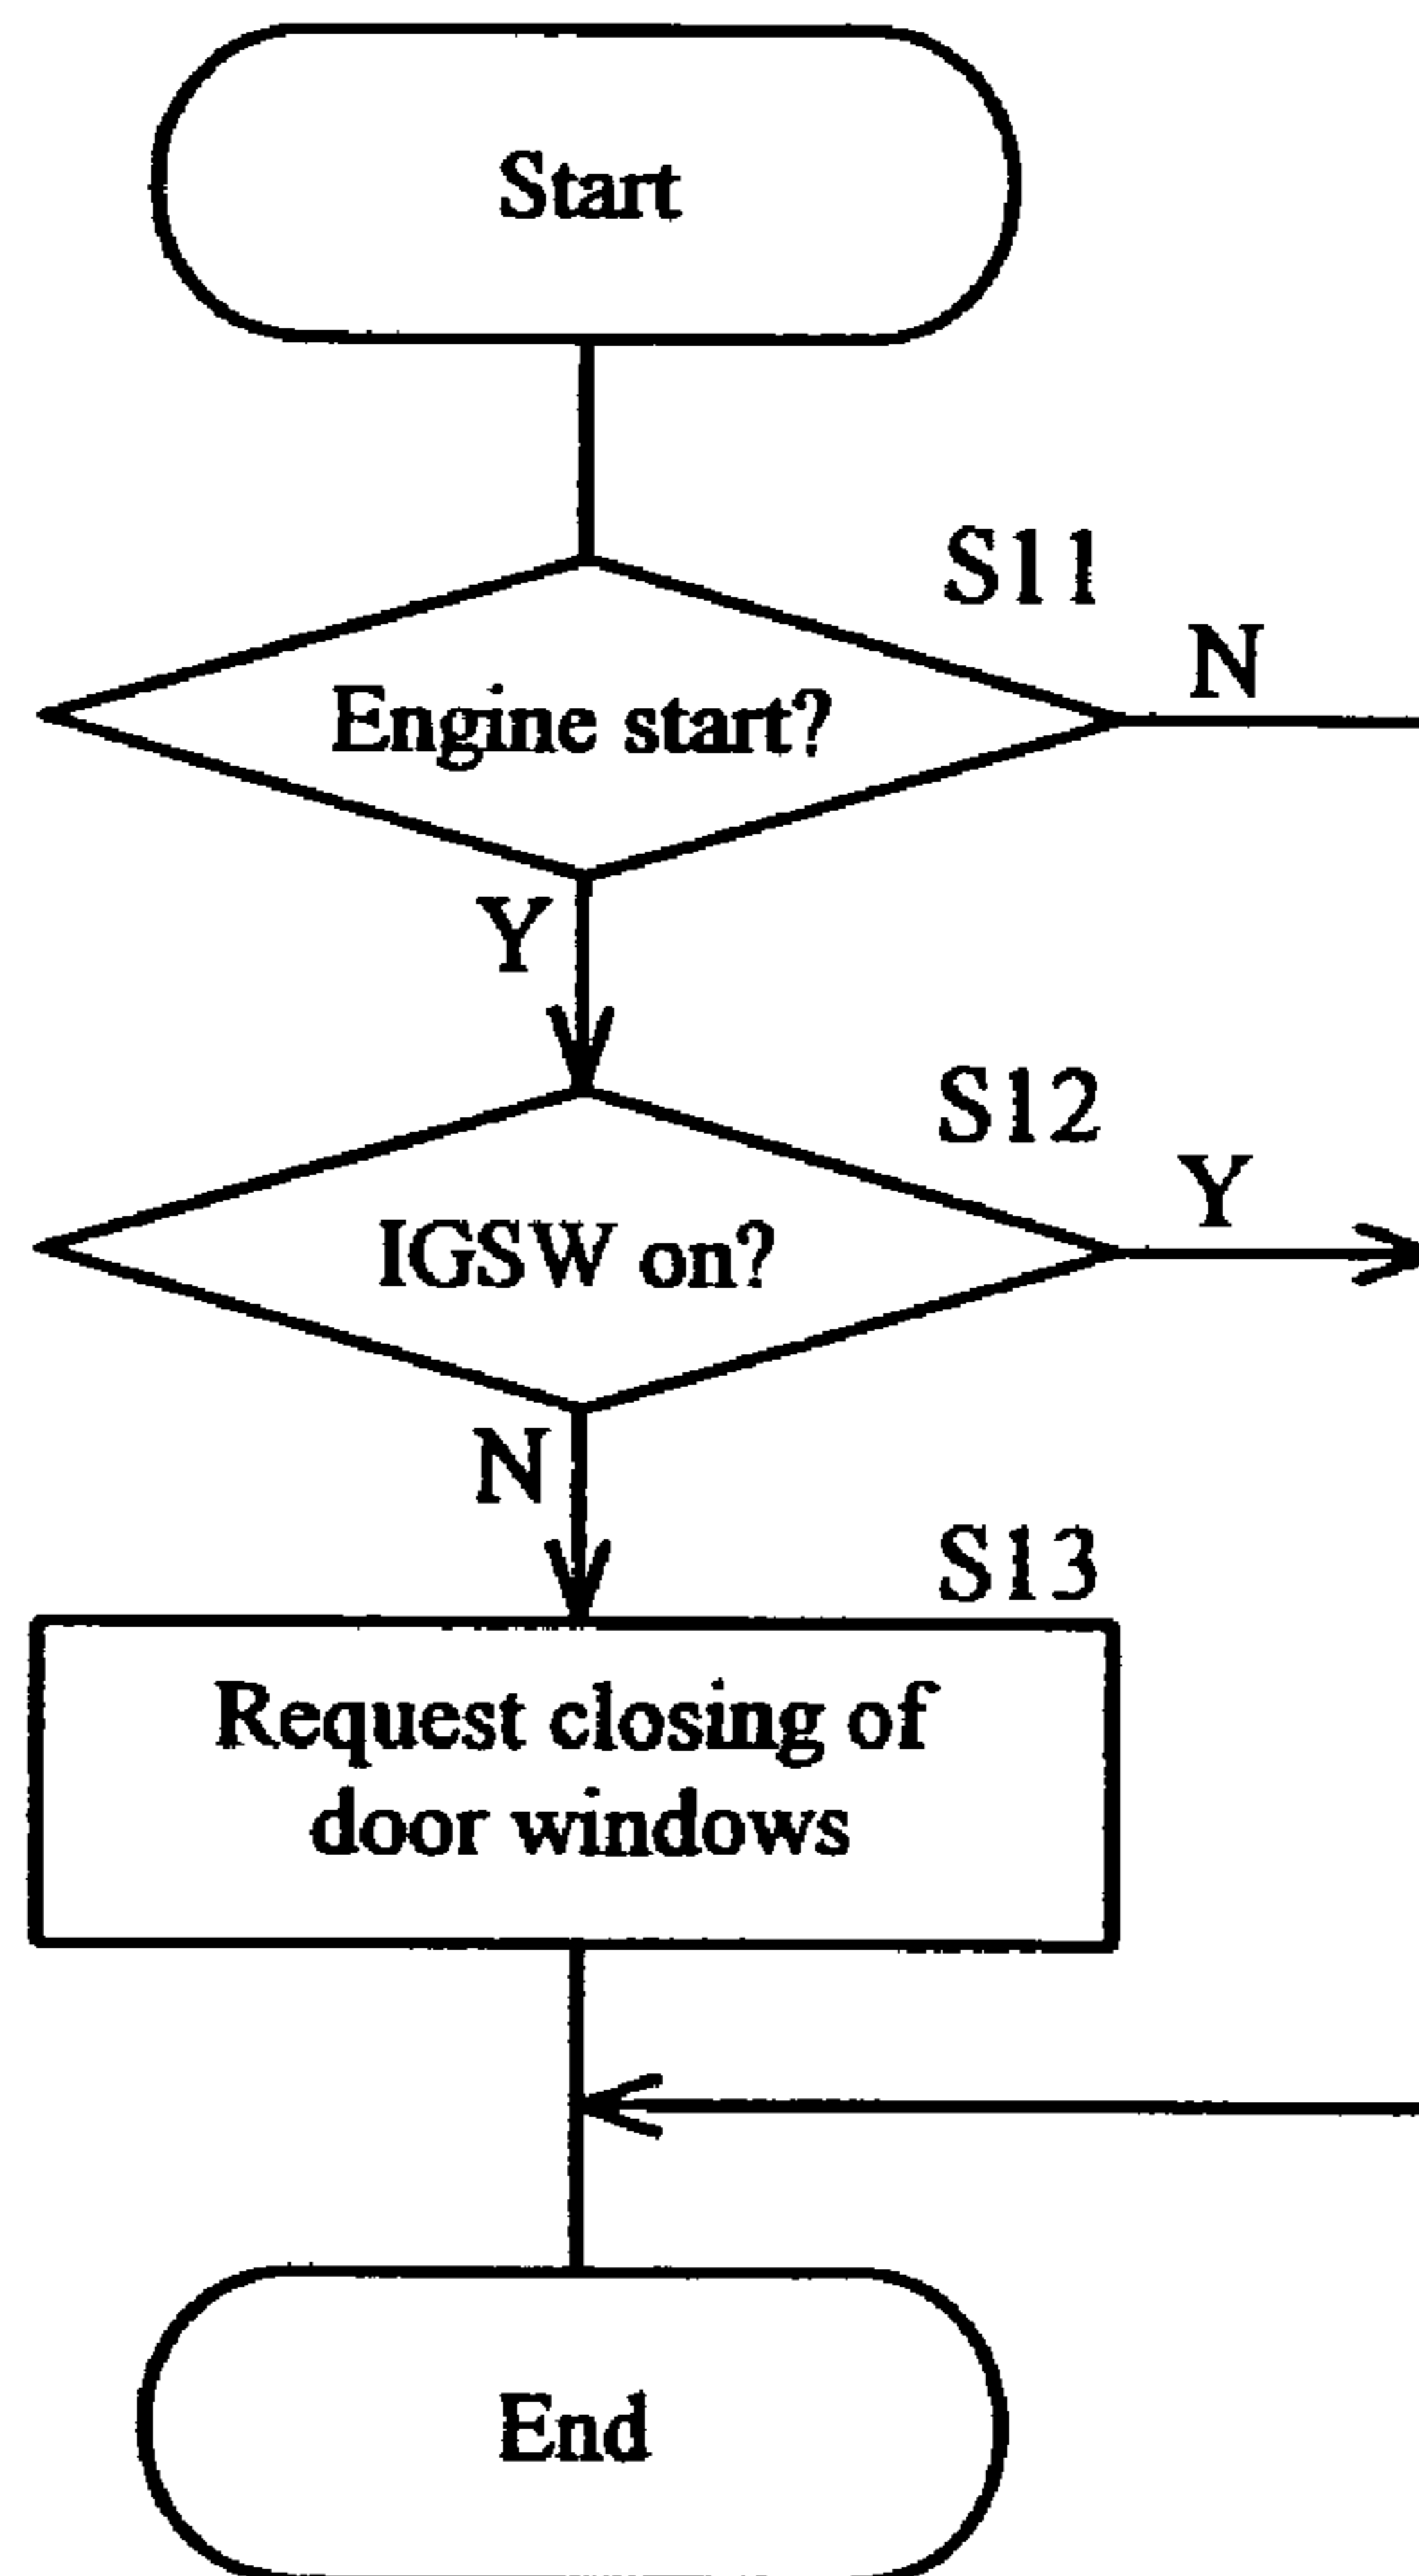 Start
S11
N
Engine start?
Y
S12
Y
IGSW on?
N
S13
Request closing of
door windows
End